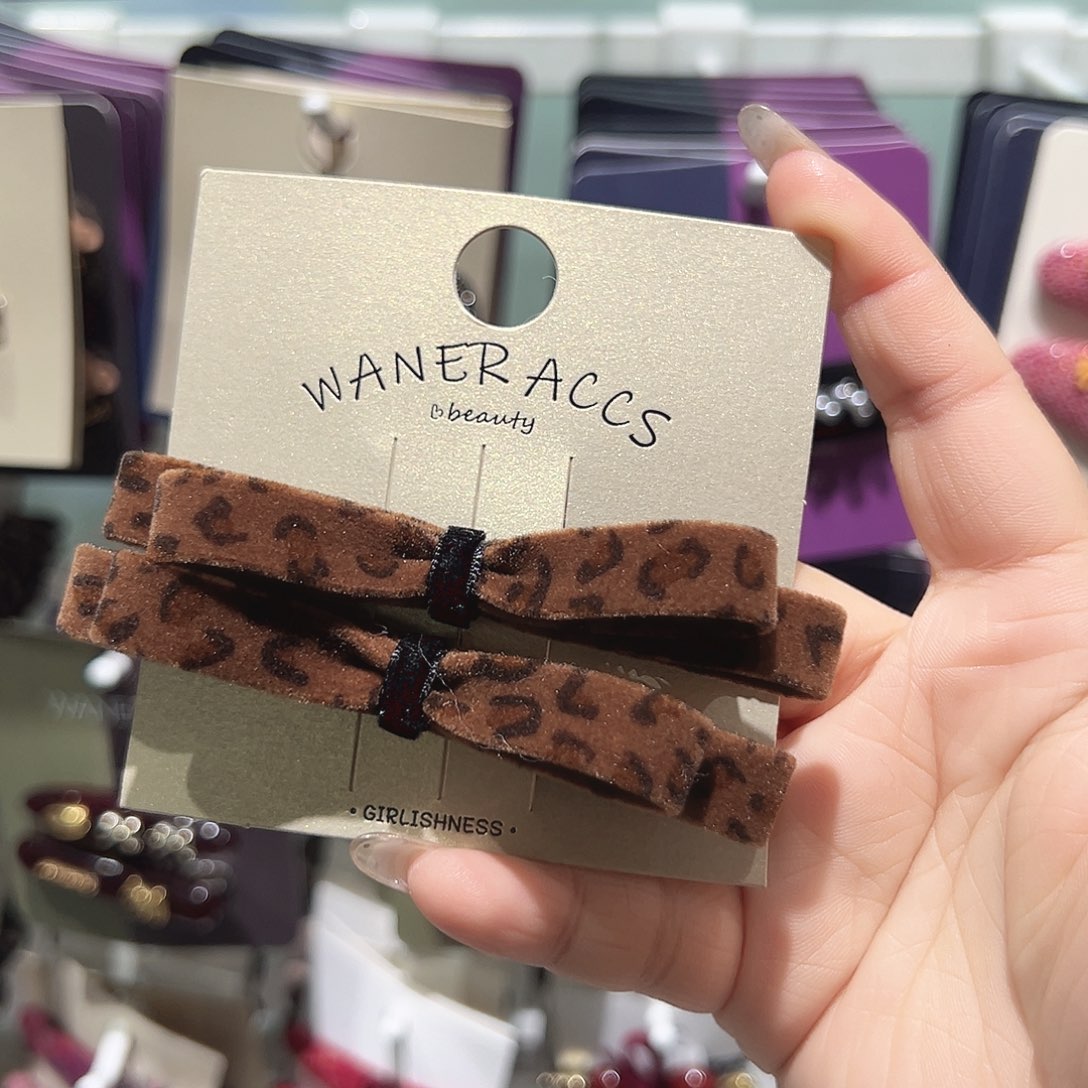 WANER ACCS
beauty
• GIRLISHNESS •